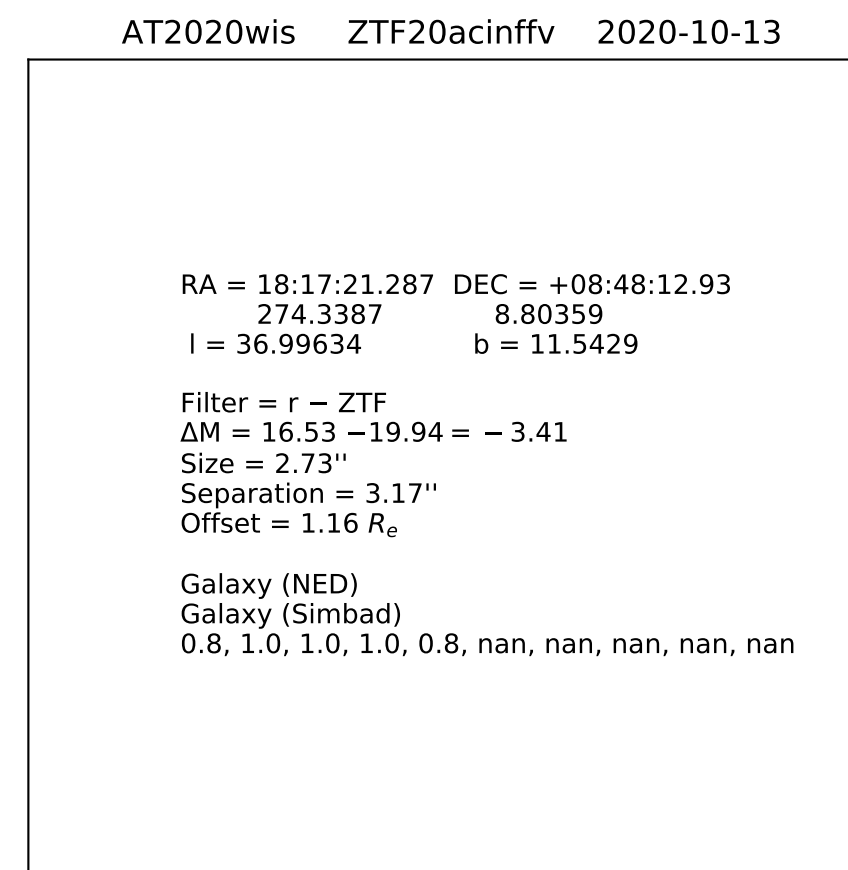 AT2020wis ZTF20acinffv 2020-10-13
RA = 18:17:21.287 DEC = +08:48:12.93
274.3387 8.80359
l = 36.99634 b = 11.5429
Filter = r − ZTF
ΔM = 16.53 −19.94 = − 3.41
Size = 2.73''
Separation = 3.17''
Offset = 1.16 Re
Galaxy (NED)
Galaxy (Simbad)
0.8, 1.0, 1.0, 1.0, 0.8, nan, nan, nan, nan, nan